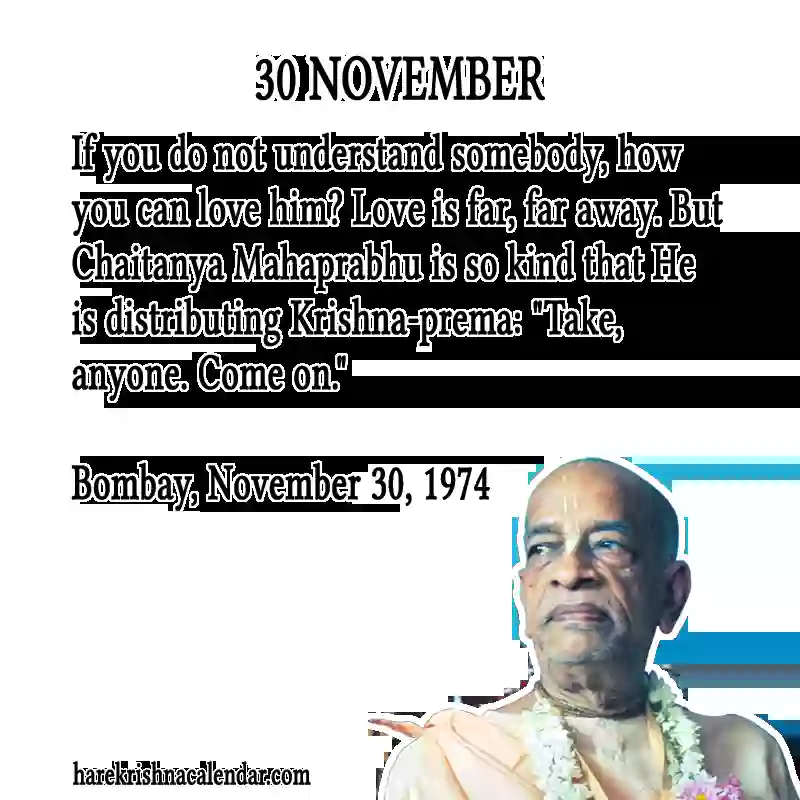 30 NOVEMBER
If you do not understand somebody, how
you can love him? Love is far, far away. But
Chaitanya Mahaprabhu is so kind that He
is distributing Krishna-prema: "Take,
anyone. Come on."
Bombay, November 30, 1974
harekrishnacalendar.com